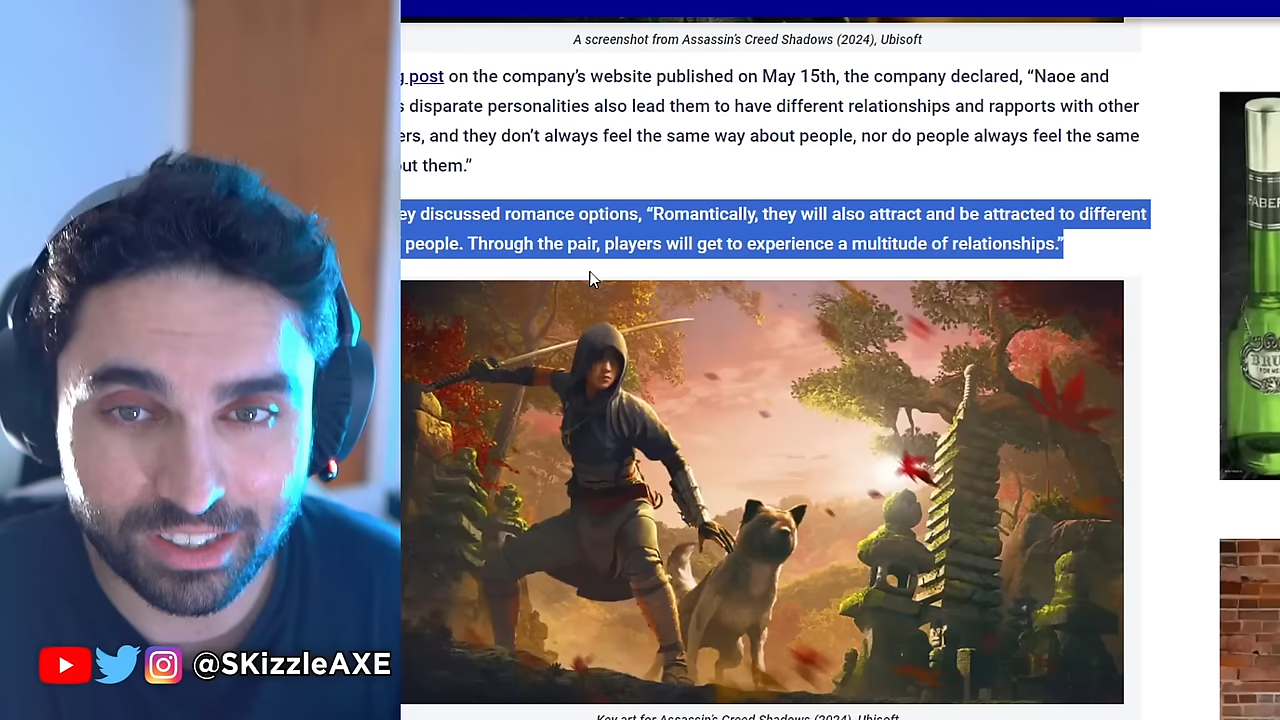 A screenshot from Assassin's Creed Shadows (2024), Ubisoft
post on the company's website published on May 15th, the company declared, “Naoe and
disparate personalities also lead them to have different relationships and rapports with other
and they don't always feel the same way about people, nor do people always feel the same
them.”
discussed romance options, “Romantically, they will also attract and be attracted to different
people. Through the pair, players will get to experience a multitude of relationships.”
@SKizzleAXE
Key art for Assassin's Creed Shadows (2024), Ubisoft